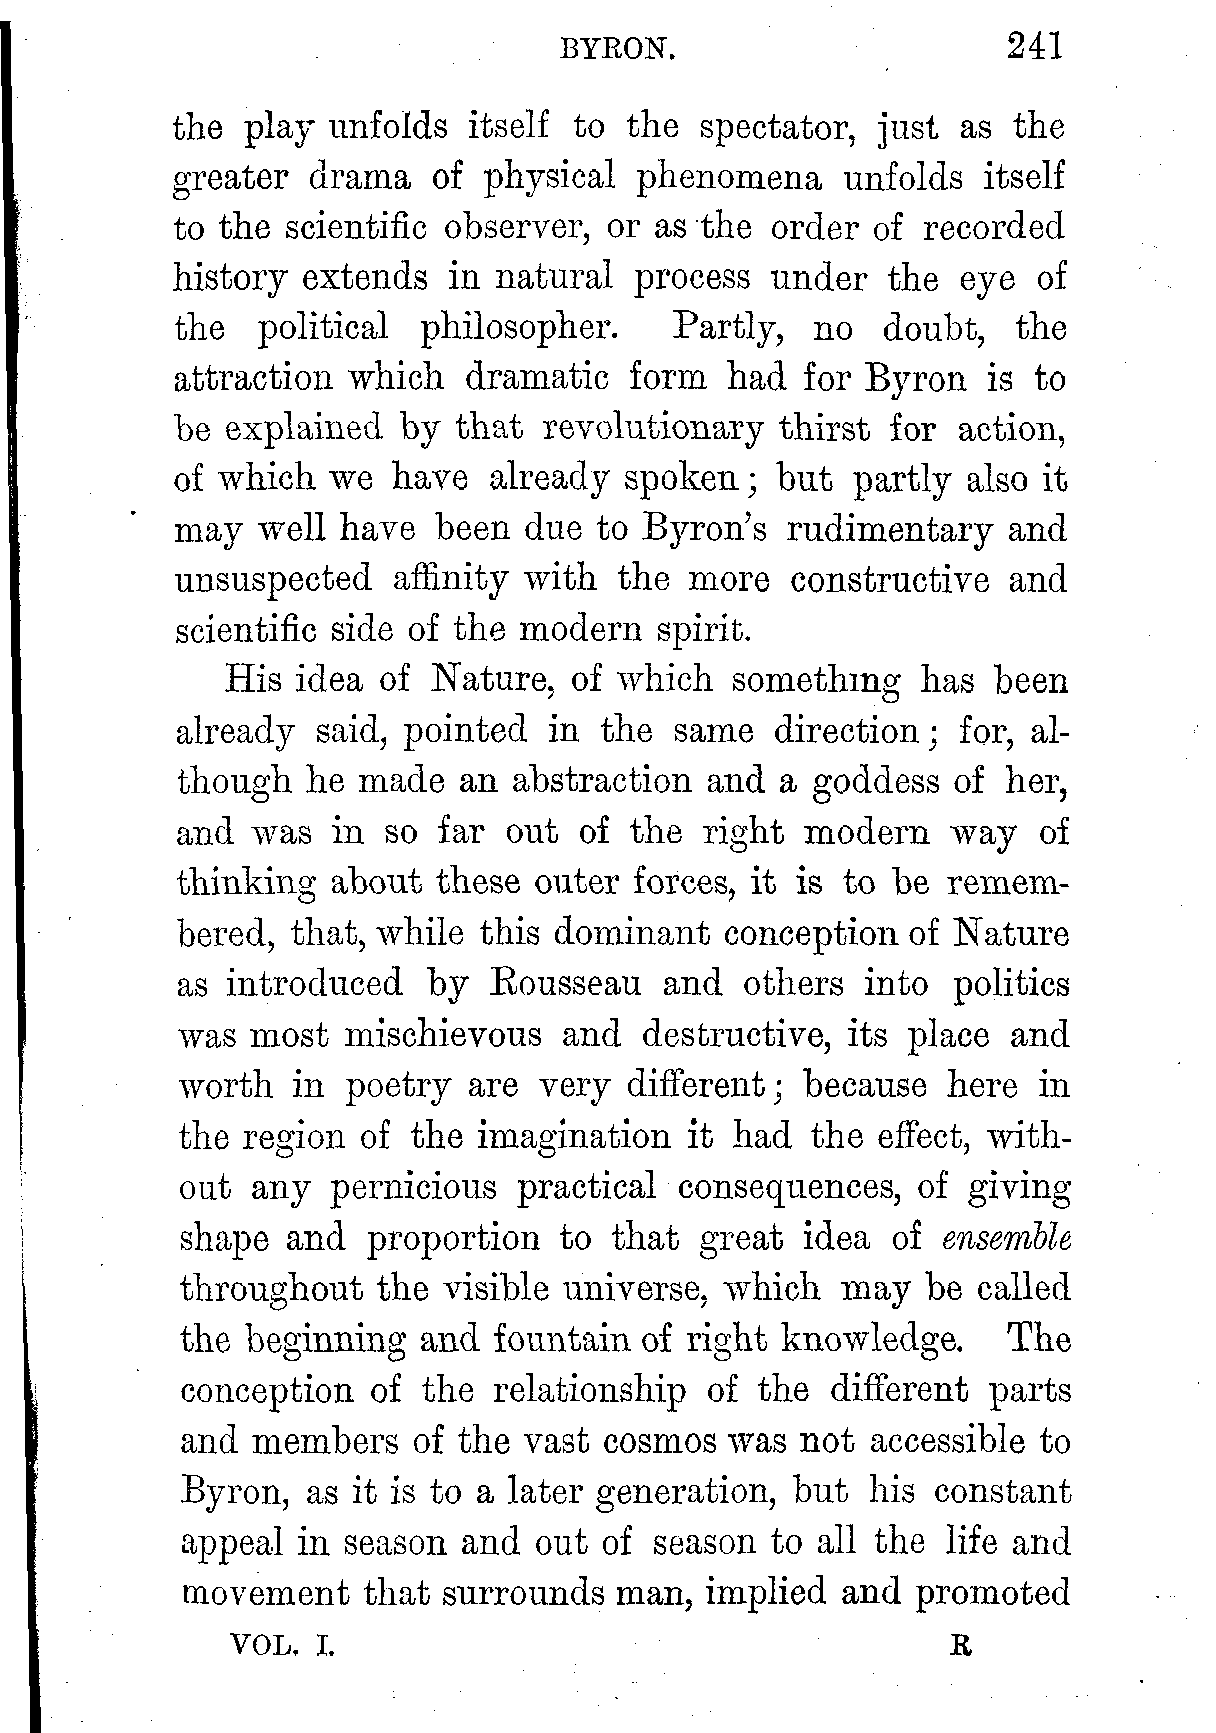 BYRON. 241
the play unfolds itself to the spectator, just as the
greater drama of physical phenomena unfolds itself
to the scientific observer, or as the order of recorded
history extends in natural process under the eye of
the political philosopher. Partly, no doubt, the
attraction which dramatic form had for Byron is to
be explained by that revolutionary thirst for action,
of which we have already spoken; but partly also it
may well have been due to Byron's rudimentary and
unsuspected affinity with the more constructive and
scientific side of the modern spirit.
His idea of Nature, of which something has been
already said, pointed in the same direction; for, al-
though he made an abstraction and a goddess of her,
and was in so far out of the right modern way of
thinking about these outer forces, it is to be remem-
bered, that, while this dominant conception of Nature
as introduced by Rousseau and others into politics
was most mischievous and destructive, its place and
worth in poetry are very different; because here in
the region of the imagination it had the effect, with-
out any pernicious practical consequences, of giving
shape and proportion to that great idea of ensemble
throughout the visible universe, which may be called
the beginning and fountain of right knowledge. The
conception of the relationship of the different parts
and members of the vast cosmos was not accessible to
Byron, as it is to a later generation, but his constant
appeal in season and out of season to all the life and
movement that surrounds man, implied and promoted
VOL. I. R